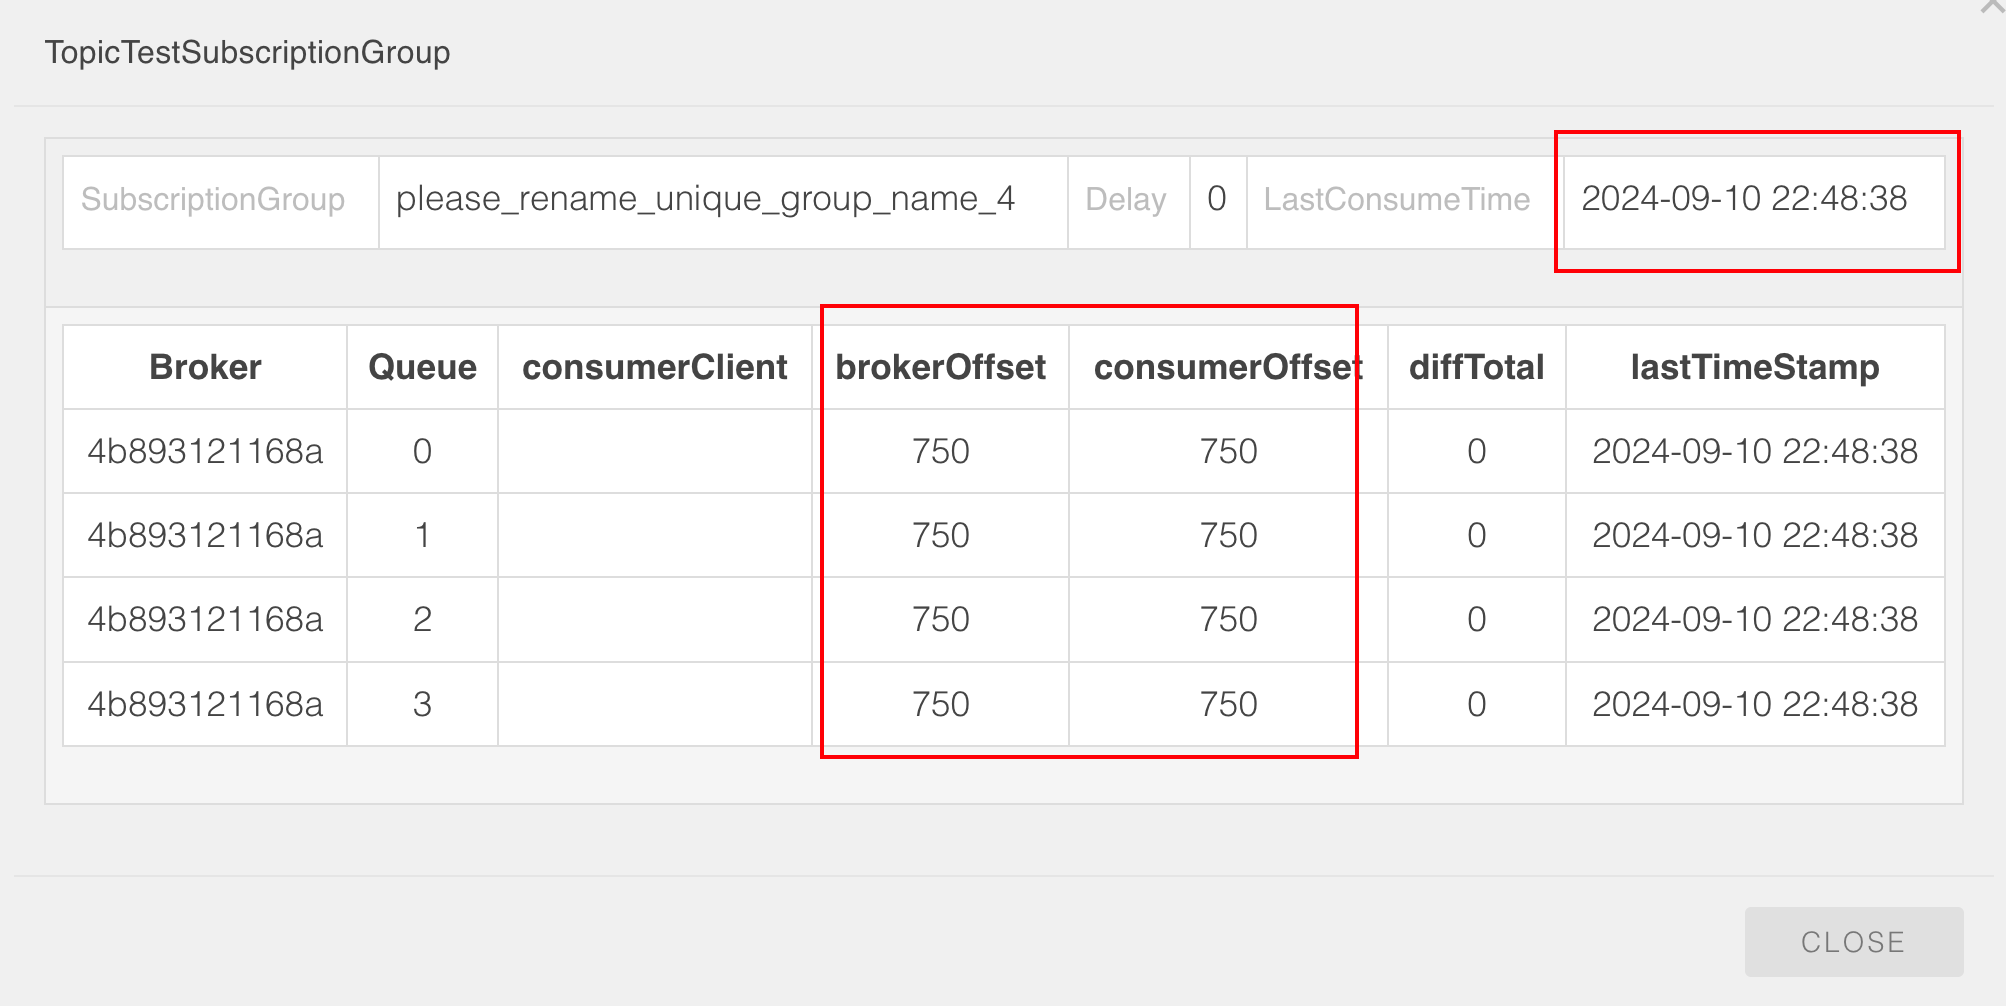 TopicTestSubscriptionGroup
SubscriptionGroup please_rename_unique_group_name_4 Delay 0 LastConsumeTime 2024-09-10 22:48:38
Broker Queue consumerClient brokerOffset consumerOffset diffTotal lastTimeStamp
4b893121168a 0 750 750 0 2024-09-10 22:48:38
4b893121168a 1 750 750 0 2024-09-10 22:48:38
4b893121168a 2 750 750 0 2024-09-10 22:48:38
4b893121168a 3 750 750 0 2024-09-10 22:48:38
CLOSE